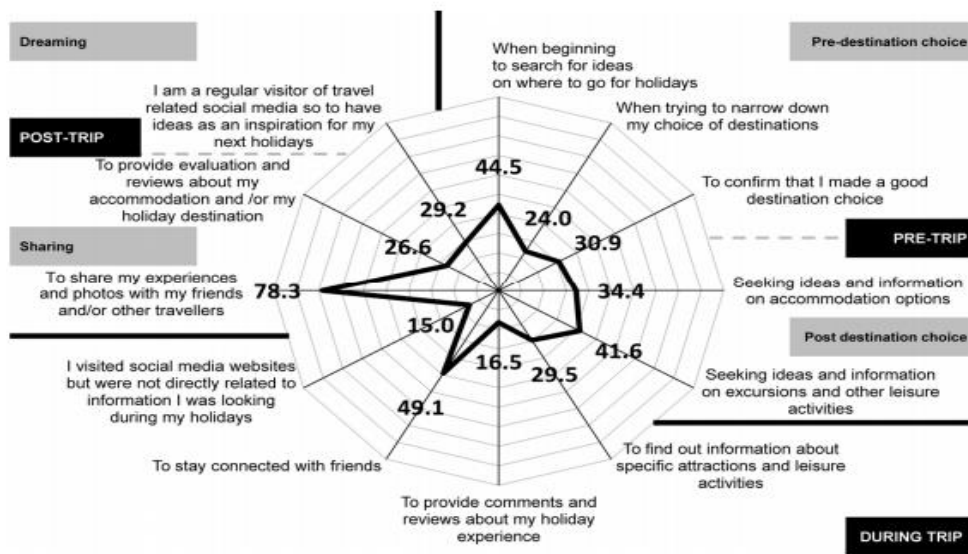 Dreaming
Pre-destination choice
When beginning
to search for ideas
on where to go for holidays
I am a regular visitor of travel
related social media so to have
ideas as an inspiration for my
next holidays
When trying to narrow down
my choice of destinations
POST-TRIP
To provide evaluation and
reviews about my
accommodation and /or my
holiday destination
To confirm that I made a good
destination choice
44.5
29.2
24.0
26.6
30.9
PRE-TRIP
Sharing
To share my experiences
and photos with my friends
and/or other travellers
78.3
34.4
Seeking ideas and information
on accommodation options
15.0
41.6
Post destination choice
I visited social media websites
but were not directly related to
information I was looking
during my holidays
16.5
29.5
49.1
Seeking ideas and information
on excursions and other leisure
activities
To stay connected with friends
To find out information about
specific attractions and leisure
activities
To provide comments and
reviews about my holiday
experience
DURING TRIP